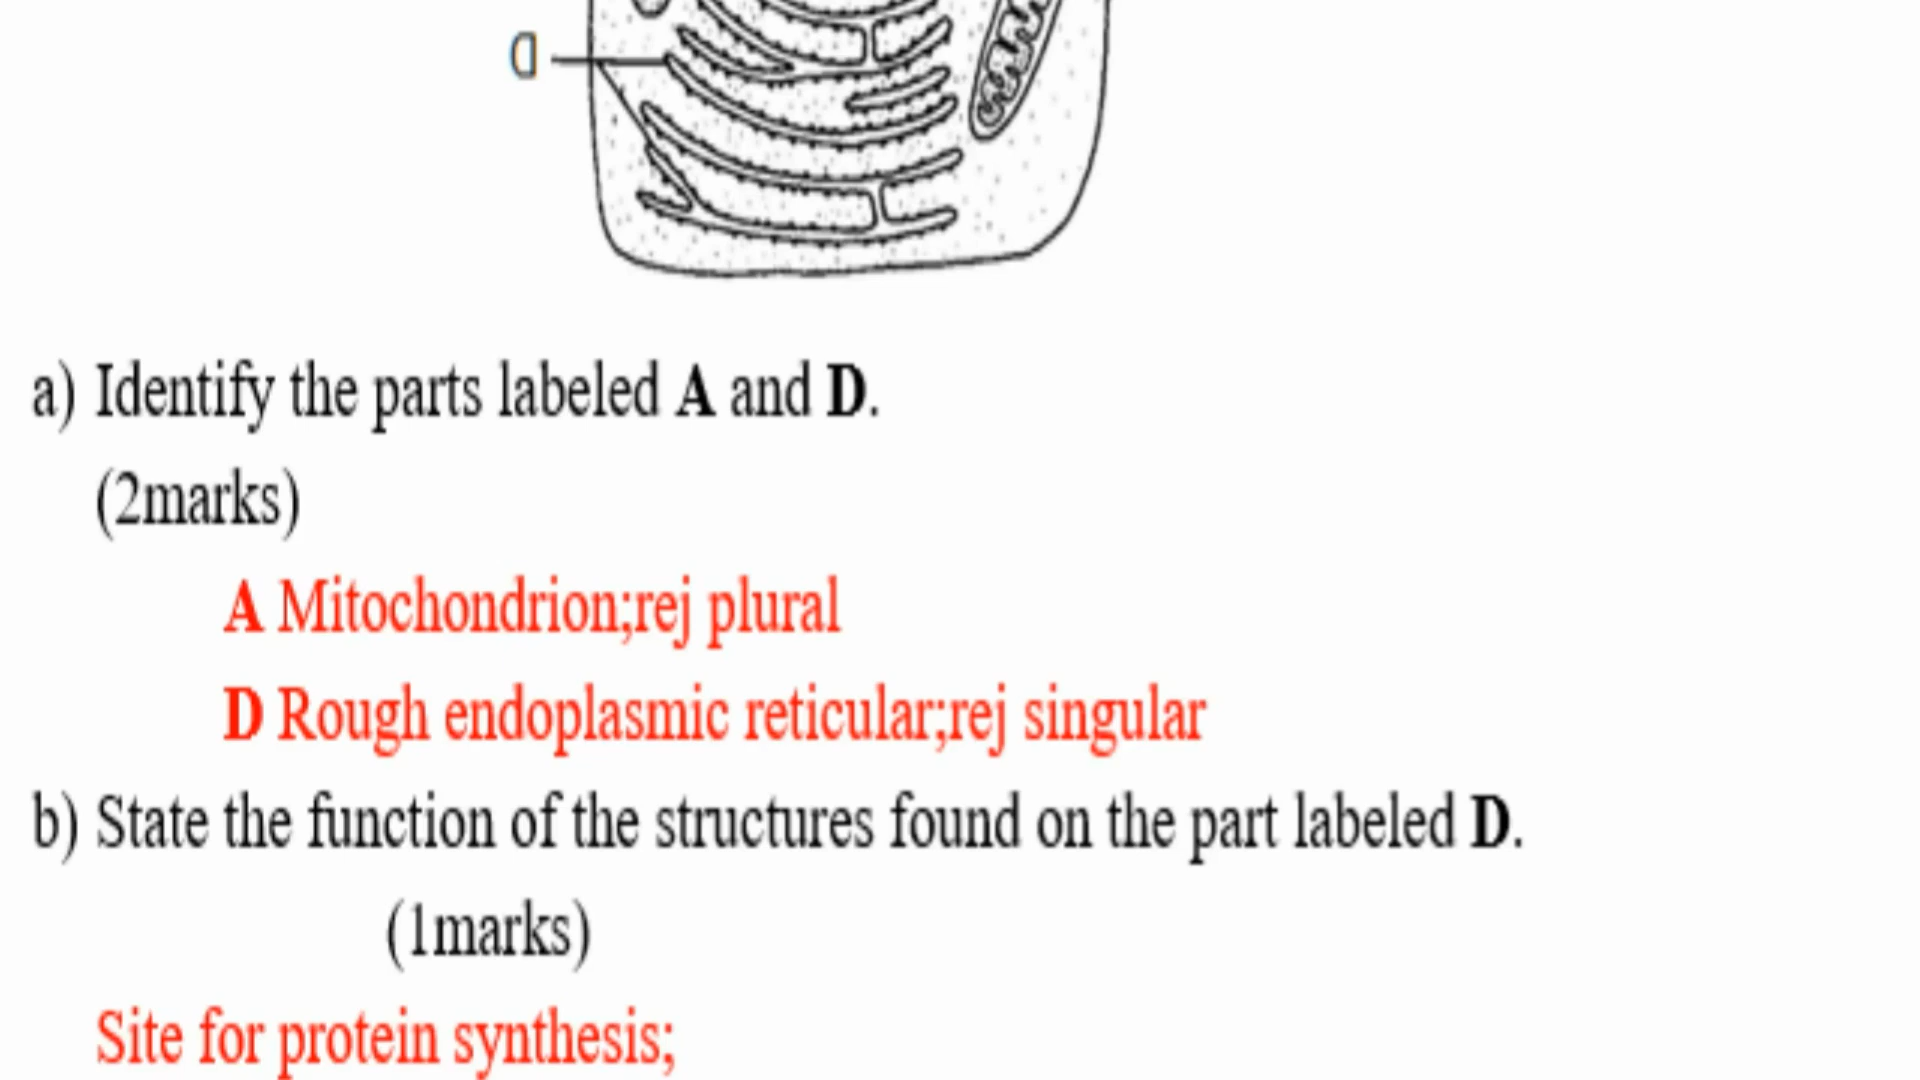 D
a) Identify the parts labeled A and D.
(2marks)
A Mitochondrion;rej plural
D Rough endoplasmic reticular;rej singular
b) State the function of the structures found on the part labeled D.
(1marks)
Site for protein synthesis;